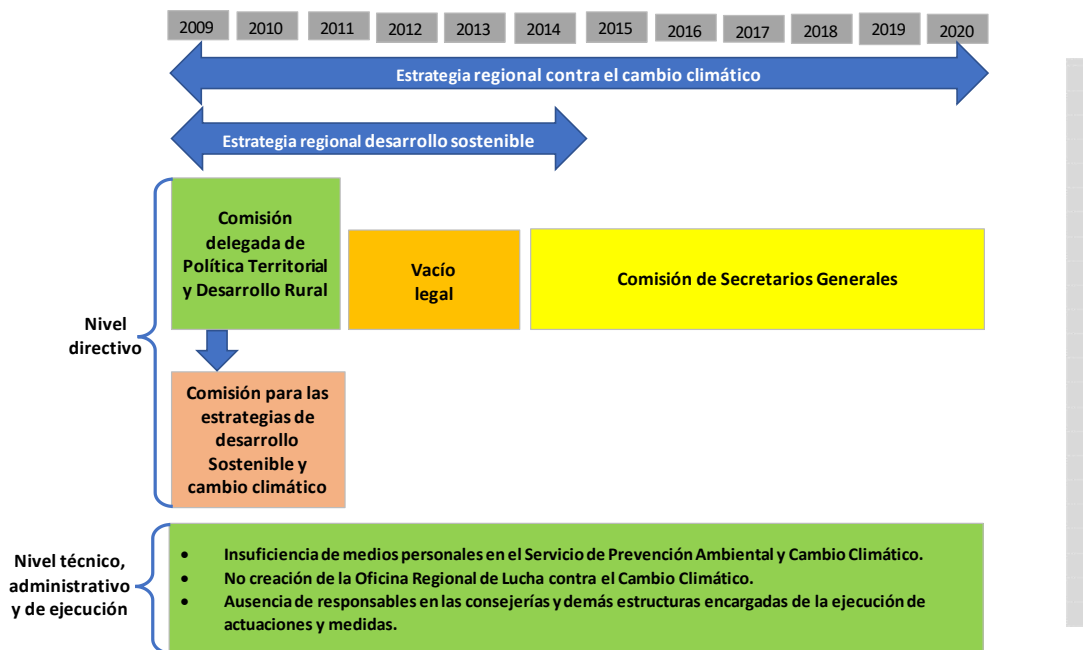 2009 2010 2011 2012 2013 2014 2015 2016 2017 2018 2019 2020
Estrategia regional contra el cambio climático
Estrategia regional desarrollo sostenible
Comisión
delegada de
Política Territorial
y Desarrollo Rural
Vacío
legal
Comisión de Secretarios Generales
Nivel
directivo
Comisión para las
estrategias de
desarrollo
Sostenible y
cambio climático
Nivel técnico,
administrativo
y de ejecución
• Insuficiencia de medios personales en el Servicio de Prevención Ambiental y Cambio Climático.
• No creación de la Oficina Regional de Lucha contra el Cambio Climático.
• Ausencia de responsables en las consejerías y demás estructuras encargadas de la ejecución de
actuaciones y medidas.